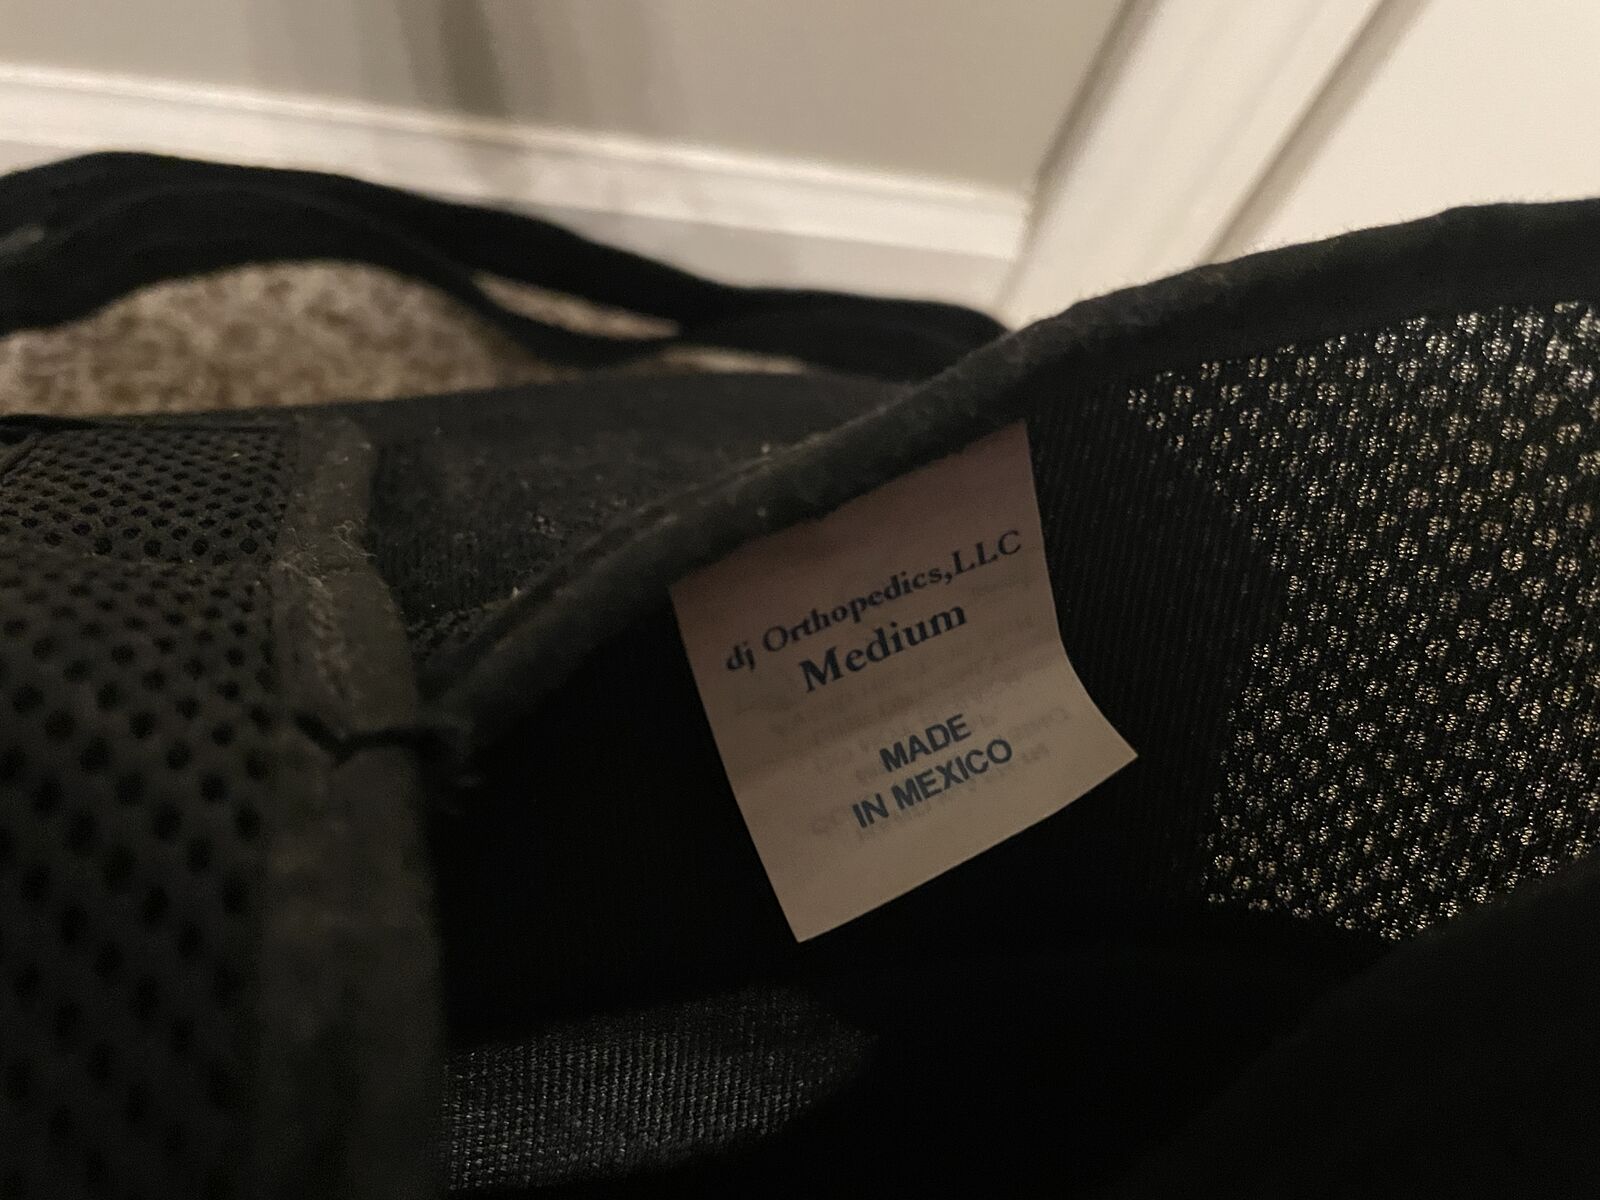 dj Orthopedics,LLC
Medium
MADE
IN MEXICO